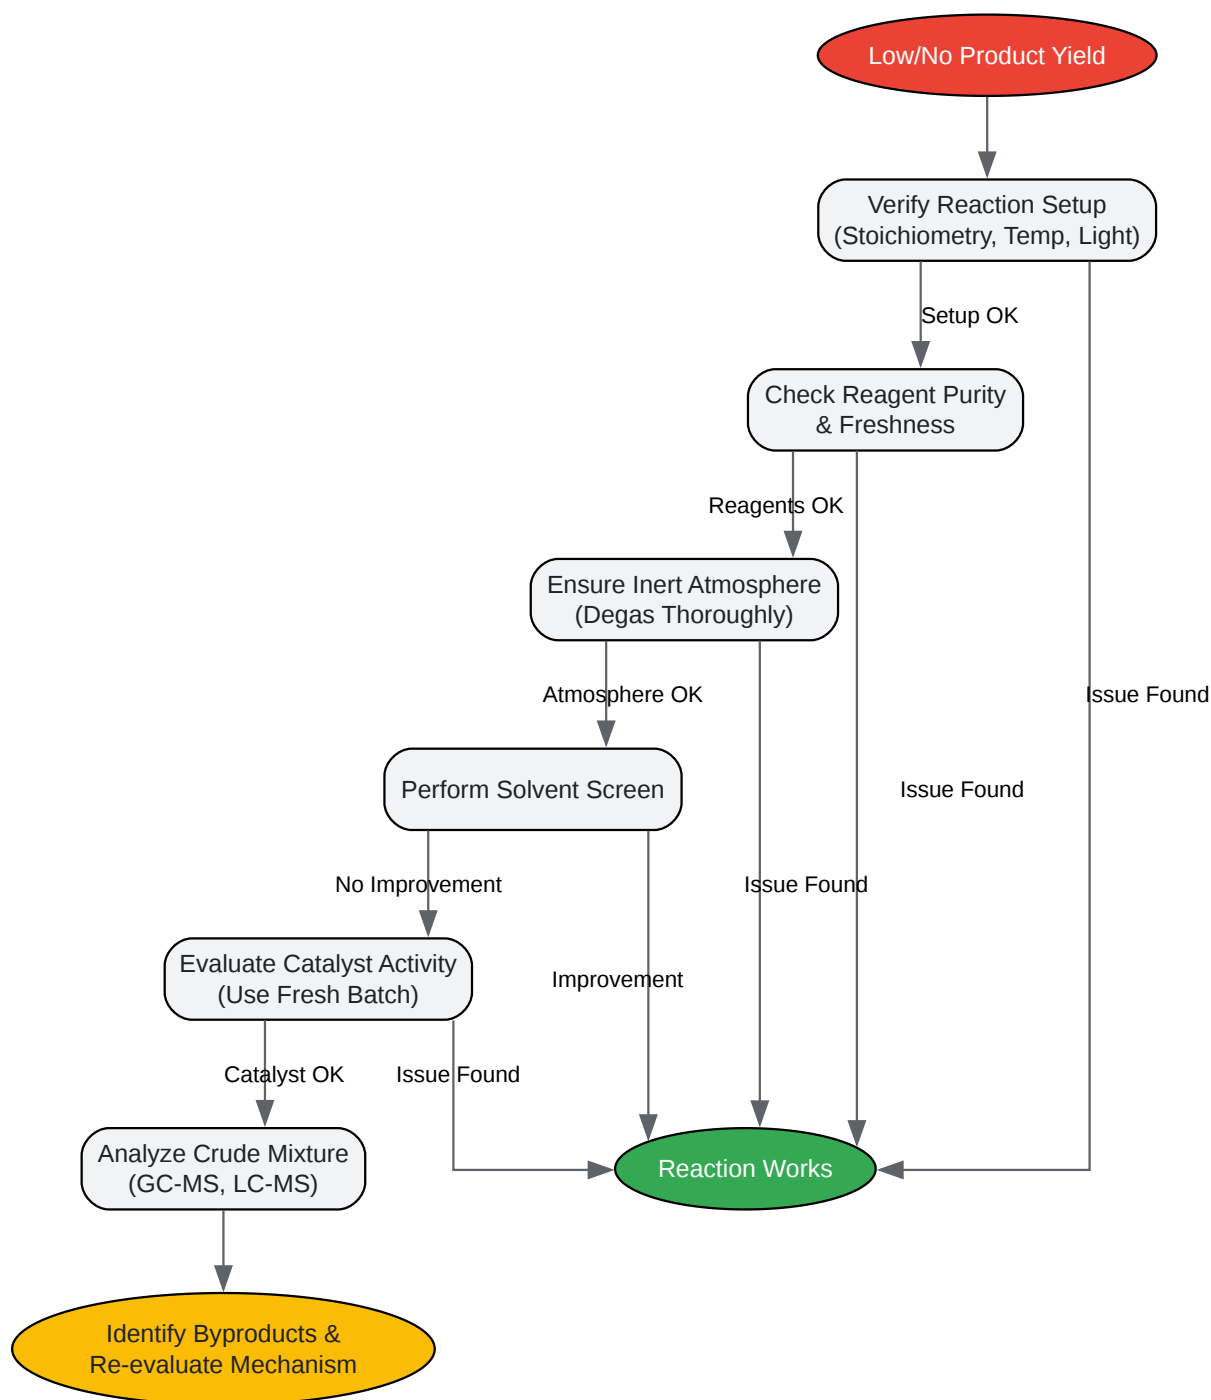 Low/No Product Yield
Verify Reaction Setup
(Stoichiometry, Temp, Light)
Setup OK
Check Reagent Purity
& Freshness
Reagents OK
Ensure Inert Atmosphere
(Degas Thoroughly)
Atmosphere OK
Issue Found
Perform Solvent Screen
Issue Found
No Improvement
Issue Found
Evaluate Catalyst Activity
(Use Fresh Batch)
Improvement
Catalyst OK
Issue Found
Analyze Crude Mixture
(GC-MS, LC-MS)
Reaction Works
Identify Byproducts &
Re-evaluate Mechanism